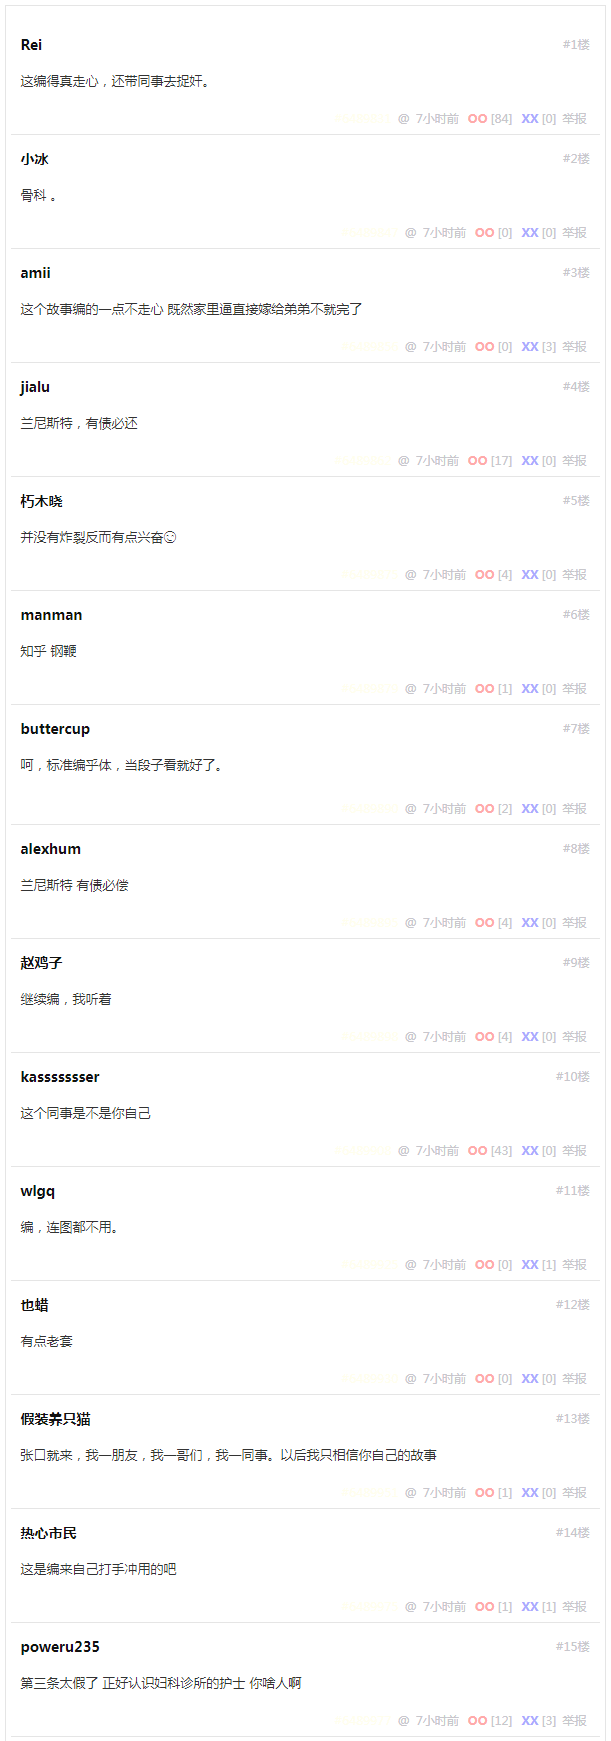 Rei #1楼
这编得真走心，还带同事去捉奸。
@ 7小时前 OO [84] XX [0] 举报
小冰 #2楼
骨科 。
@ 7小时前 OO [0] XX [0] 举报
amii #3楼
这个故事编的一点不走心 既然家里逼直接嫁给弟弟不就完了
@ 7小时前 OO [0] XX [3] 举报
jialu #4楼
兰尼斯特，有债必还
@ 7小时前 OO [17] XX [0] 举报
朽木晓 #5楼
并没有炸裂反而有点兴奋😉
@ 7小时前 OO [4] XX [0] 举报
manman #6楼
知乎 钢鞭
@ 7小时前 OO [1] XX [0] 举报
buttercup #7楼
呵，标准编乎体，当段子看就好了。
@ 7小时前 OO [2] XX [0] 举报
alexhum #8楼
兰尼斯特 有债必偿
@ 7小时前 OO [4] XX [0] 举报
赵鸡子 #9楼
继续编，我听着
@ 7小时前 OO [4] XX [0] 举报
kassssssser #10楼
这个同事是不是你自己
@ 7小时前 OO [43] XX [0] 举报
wlgq #11楼
编，连图都不用。
@ 7小时前 OO [0] XX [1] 举报
也蜡 #12楼
有点老套
@ 7小时前 OO [0] XX [0] 举报
假装养只猫 #13楼
张口就来，我一朋友，我一哥们，我一同事。以后我只相信你自己的故事
@ 7小时前 OO [1] XX [0] 举报
热心市民 #14楼
这是编来自己打手冲用的吧
@ 7小时前 OO [1] XX [1] 举报
poweru235 #15楼
第三条太假了 正好认识妇科诊所的护士 你啥人啊
@ 7小时前 OO [12] XX [3] 举报